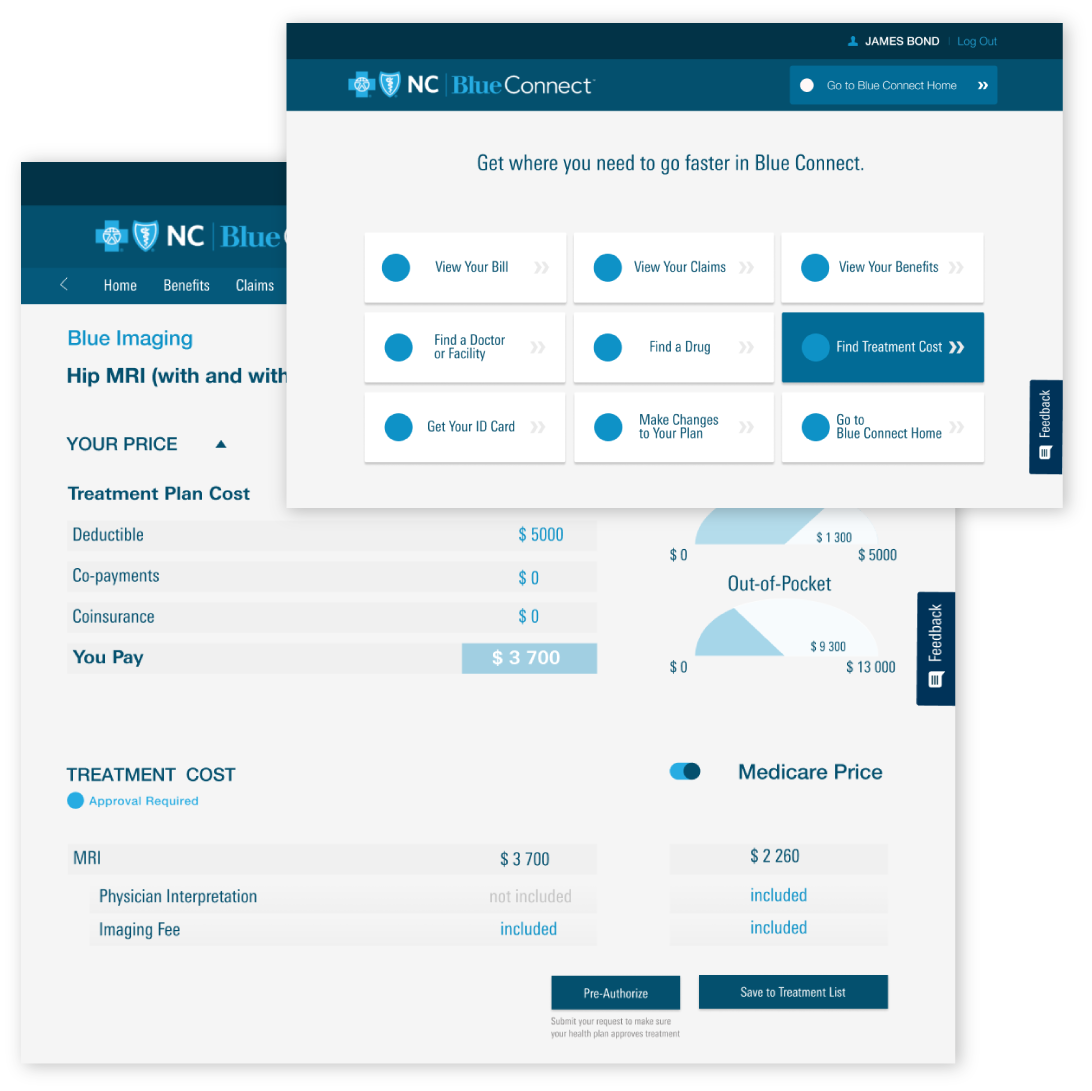 JAMES BOND | Log Out
NC | Blue Connect
Go to Blue Connect Home »
Get where you need to go faster in Blue Connect.
View Your Bill »
View Your Claims »
View Your Benefits »
Find a Doctor
or Facility »
Find a Drug »
Find Treatment Cost »
Get Your ID Card »
Make Changes
to Your Plan »
Go to
Blue Connect Home »
Feedback
NC | Blue
Home Benefits Claims
Blue Imaging
Hip MRI (with and with
YOUR PRICE
Treatment Plan Cost
Deductible $ 5000
Co-payments $ 0
Coinsurance $ 0
You Pay $ 3 700
$ 1 300
$ 0 $ 5000
Out-of-Pocket
$ 9 300
$ 0 $ 13 000
Feedback
TREATMENT COST
Medicare Price
Approval Required
MRI $ 3 700 $ 2 260
Physician Interpretation not included included
Imaging Fee included included
Pre-Authorize
Save to Treatment List
Submit your request to make sure
your health plan approves treatment